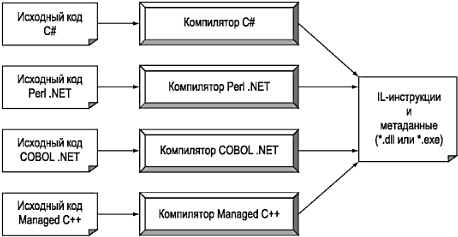 Исходный код
C#
Компилятор C#
Исходный код
Perl .NET
Компилятор Perl .NET
IL-инструкции
и
метаданные
(*.dll или *.exe)
Исходный код
COBOL .NET
Компилятор COBOL .NET
Исходный код
Managed C++
Компилятор Managed C++